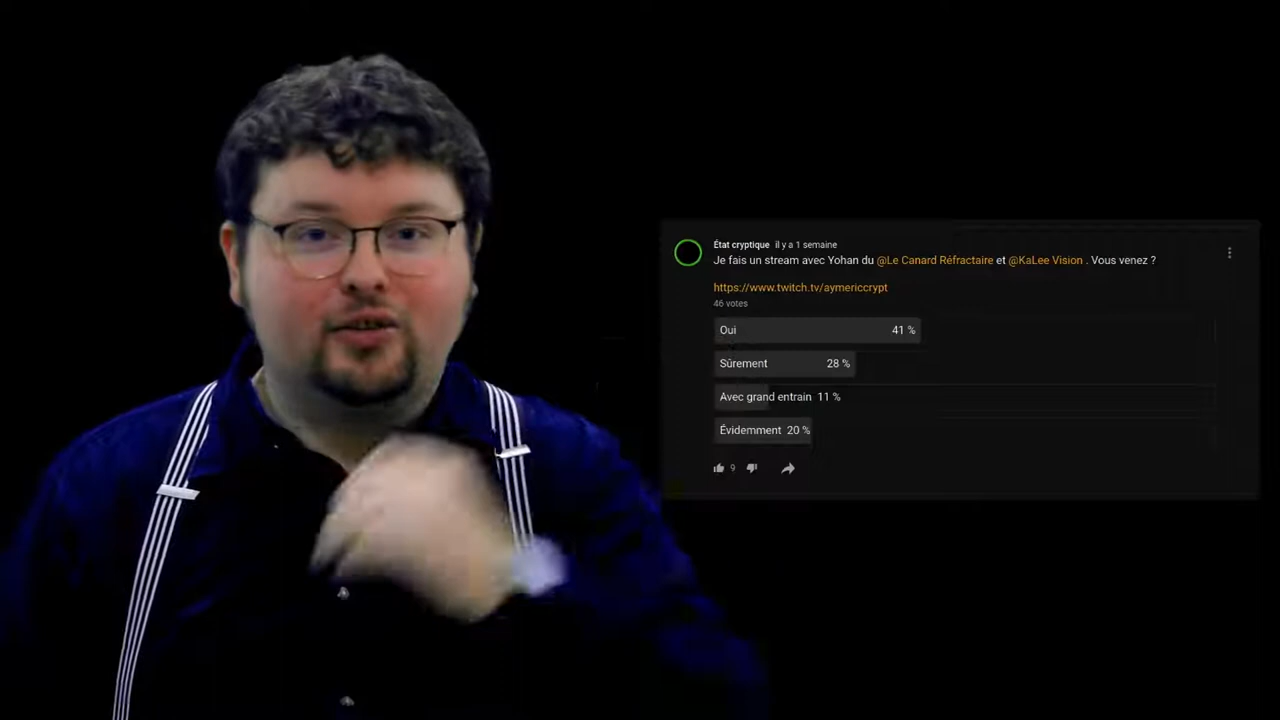 État cryptique il y a 1 semaine
Je fais un stream avec Yohan du @Le Canard Réfractaire et @KaLee Vision . Vous venez ?
https://www.twitch.tv/aymericcrypt
46 votes
Oui 41 %
Sûrement 28 %
Avec grand entrain 11 %
Évidemment 20 %
9